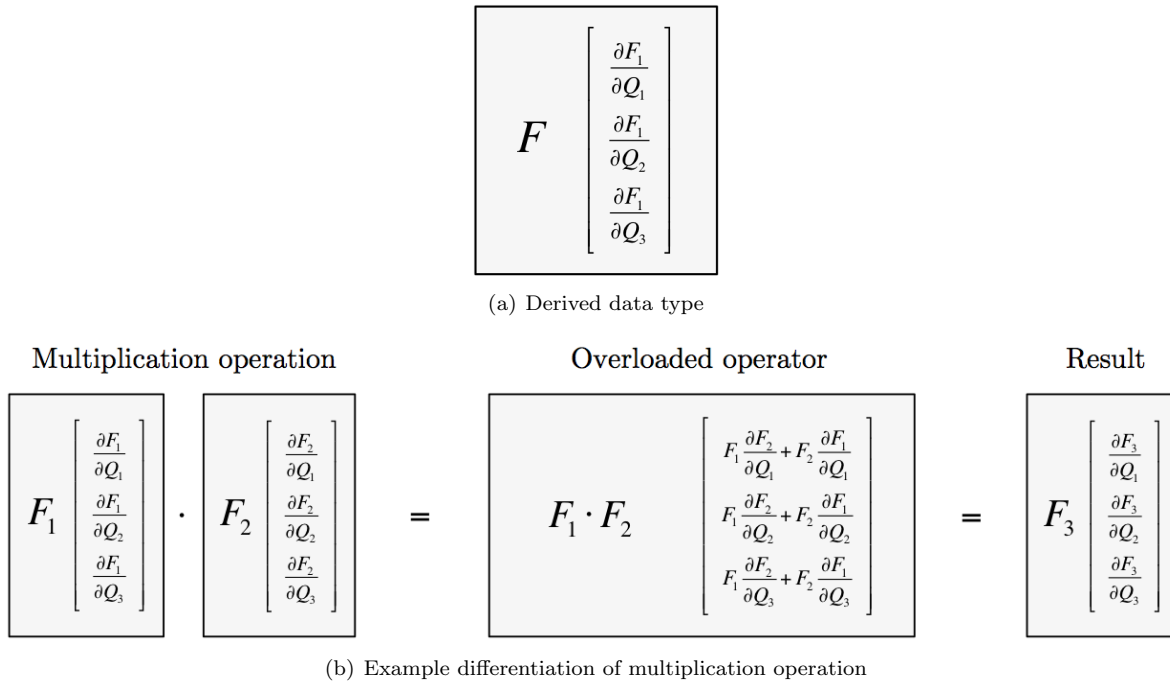 F [ ∂F₁/∂Q₁
∂F₁/∂Q₂
∂F₁/∂Q₃ ]
(a) Derived data type
Multiplication operation Overloaded operator Result
F₁ [ ∂F₁/∂Q₁ ∂F₁/∂Q₂ ∂F₁/∂Q₃ ] · F₂ [ ∂F₂/∂Q₁ ∂F₂/∂Q₂ ∂F₂/∂Q₃ ] = F₁ · F₂ [ F₁ ∂F₂/∂Q₁ + F₂ ∂F₁/∂Q₁ F₁ ∂F₂/∂Q₂ + F₂ ∂F₁/∂Q₂ F₁ ∂F₂/∂Q₃ + F₂ ∂F₁/∂Q₃ ] = F₃ [ ∂F₃/∂Q₁ ∂F₃/∂Q₂ ∂F₃/∂Q₃ ]
(b) Example differentiation of multiplication operation